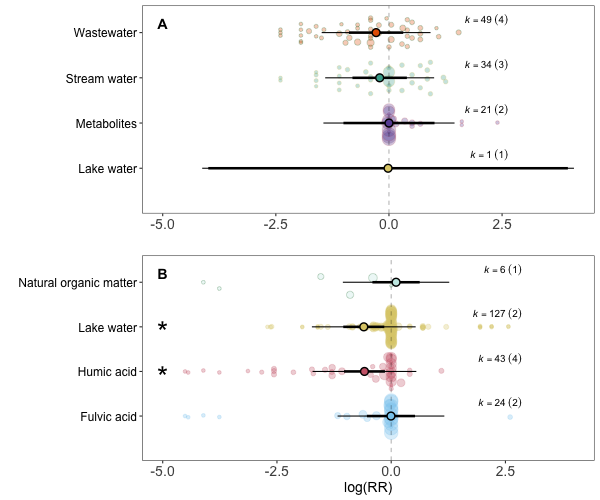 A
Wastewater
k = 49 (4)
Stream water
k = 34 (3)
Metabolites
k = 21 (2)
Lake water
k = 1 (1)
-5.0 -2.5 0.0 2.5
B
Natural organic matter
k = 6 (1)
Lake water *
k = 127 (2)
Humic acid *
k = 43 (4)
Fulvic acid
k = 24 (2)
-5.0 -2.5 0.0 2.5
log(RR)